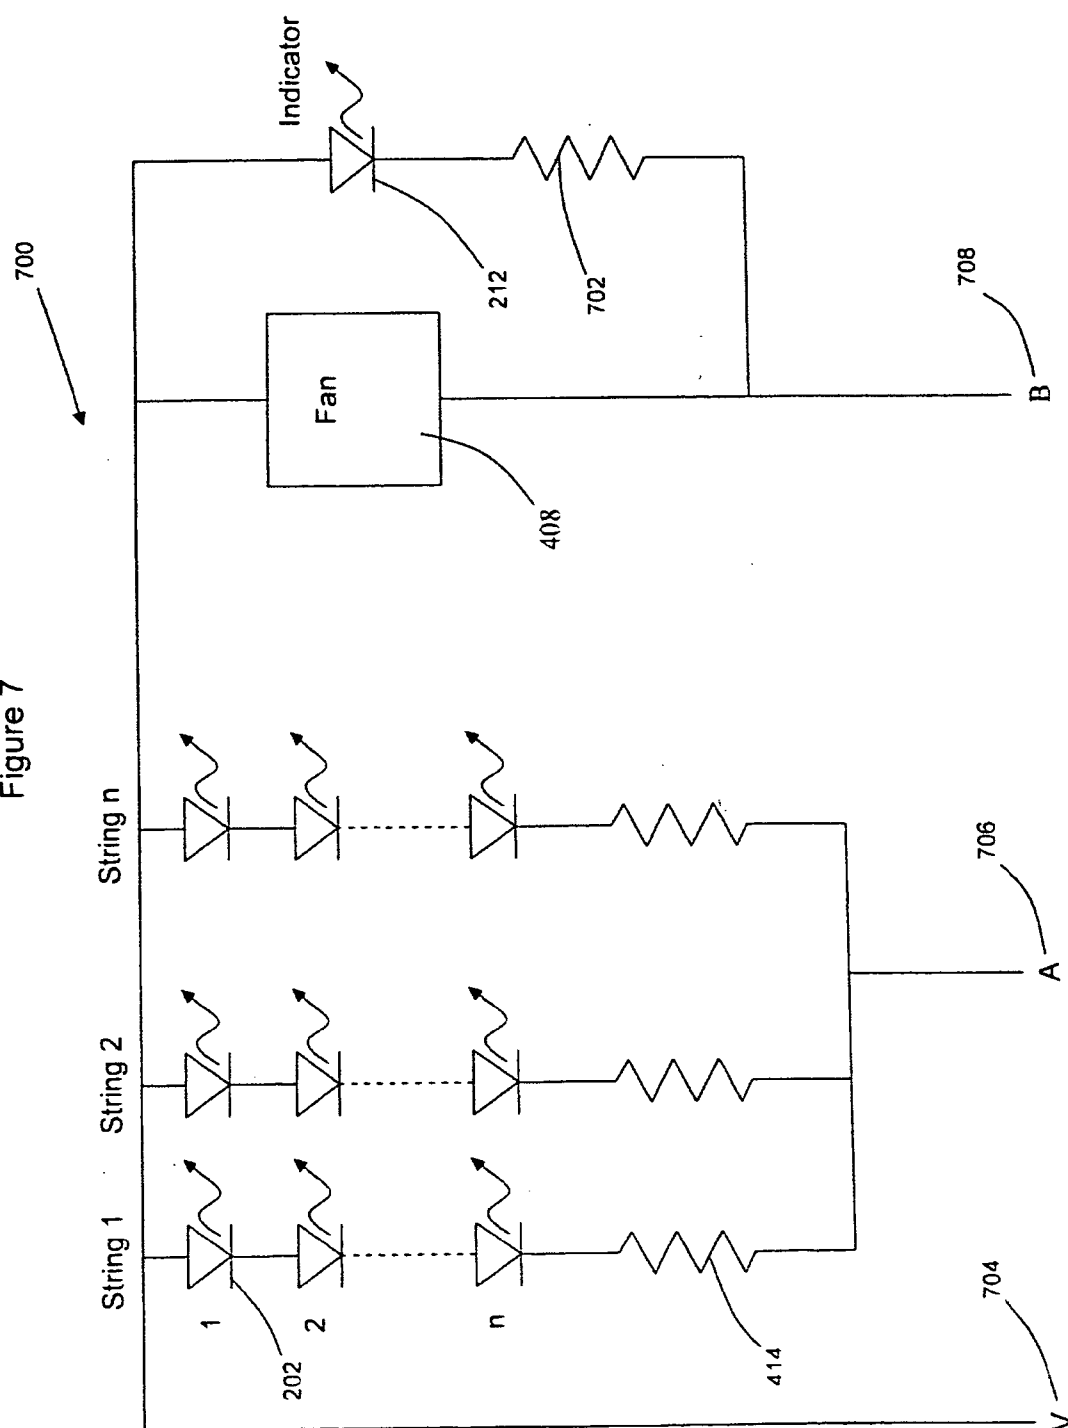 Figure 7
700
String 1
String 2
String n
Indicator
1
2
n
202
212
Fan
408
702
414
704
706
708
V
A
B